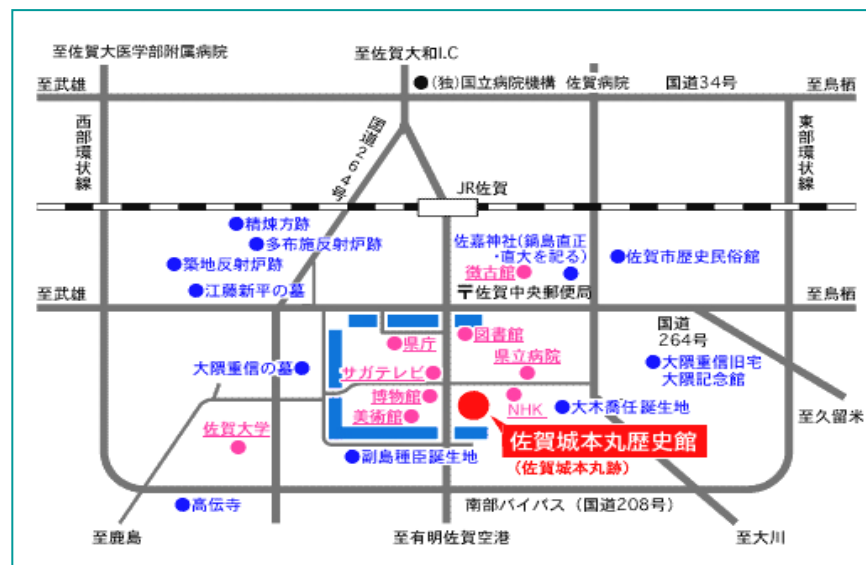 至佐賀大医学部附属病院
至佐賀大和I.C
至武雄
●(独)国立病院機構 佐賀病院
国道34号
至鳥栖
西部環状線
国道264号
東部環状線
JR佐賀
●精煉方跡
●多布施反射炉跡
●築地反射炉跡
●江藤新平の墓
佐嘉神社(鍋島直正
・直大を記る)
徴古館
●佐賀市歴史民俗館
至武雄
〒佐賀中央郵便局
至鳥栖
国道
264号
●図書館
●県庁
県立病院
大隈重信の墓●
サガテレビ
●大隈重信旧宅
大隈記念館
博物館
美術館
NHK
●大木喬任誕生地
至久留米
佐賀大学
佐賀城本丸歴史館
(佐賀城本丸跡)
●副島種臣誕生地
●高伝寺
南部バイパス(国道208号)
至鹿島
至有明佐賀空港
至大川